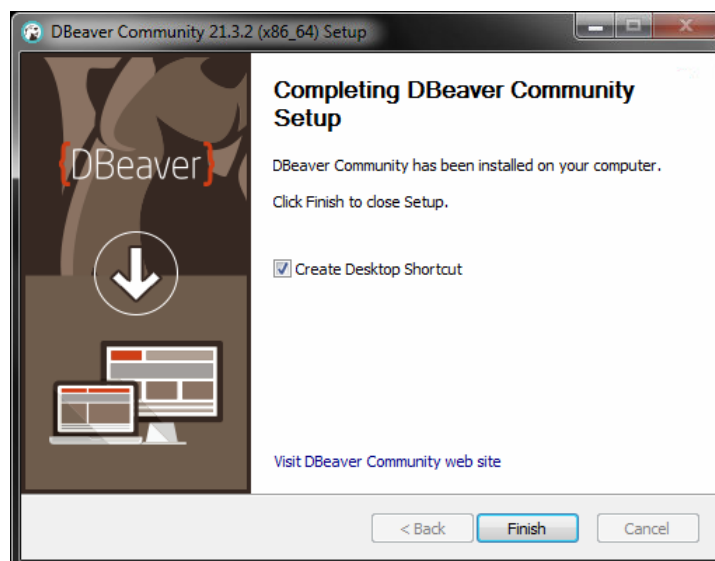 DBeaver Community 21.3.2 (x86_64) Setup
{DBeaver}
Completing DBeaver Community
Setup
DBeaver Community has been installed on your computer.
Click Finish to close Setup.
Create Desktop Shortcut
Visit DBeaver Community web site
< Back
Finish
Cancel